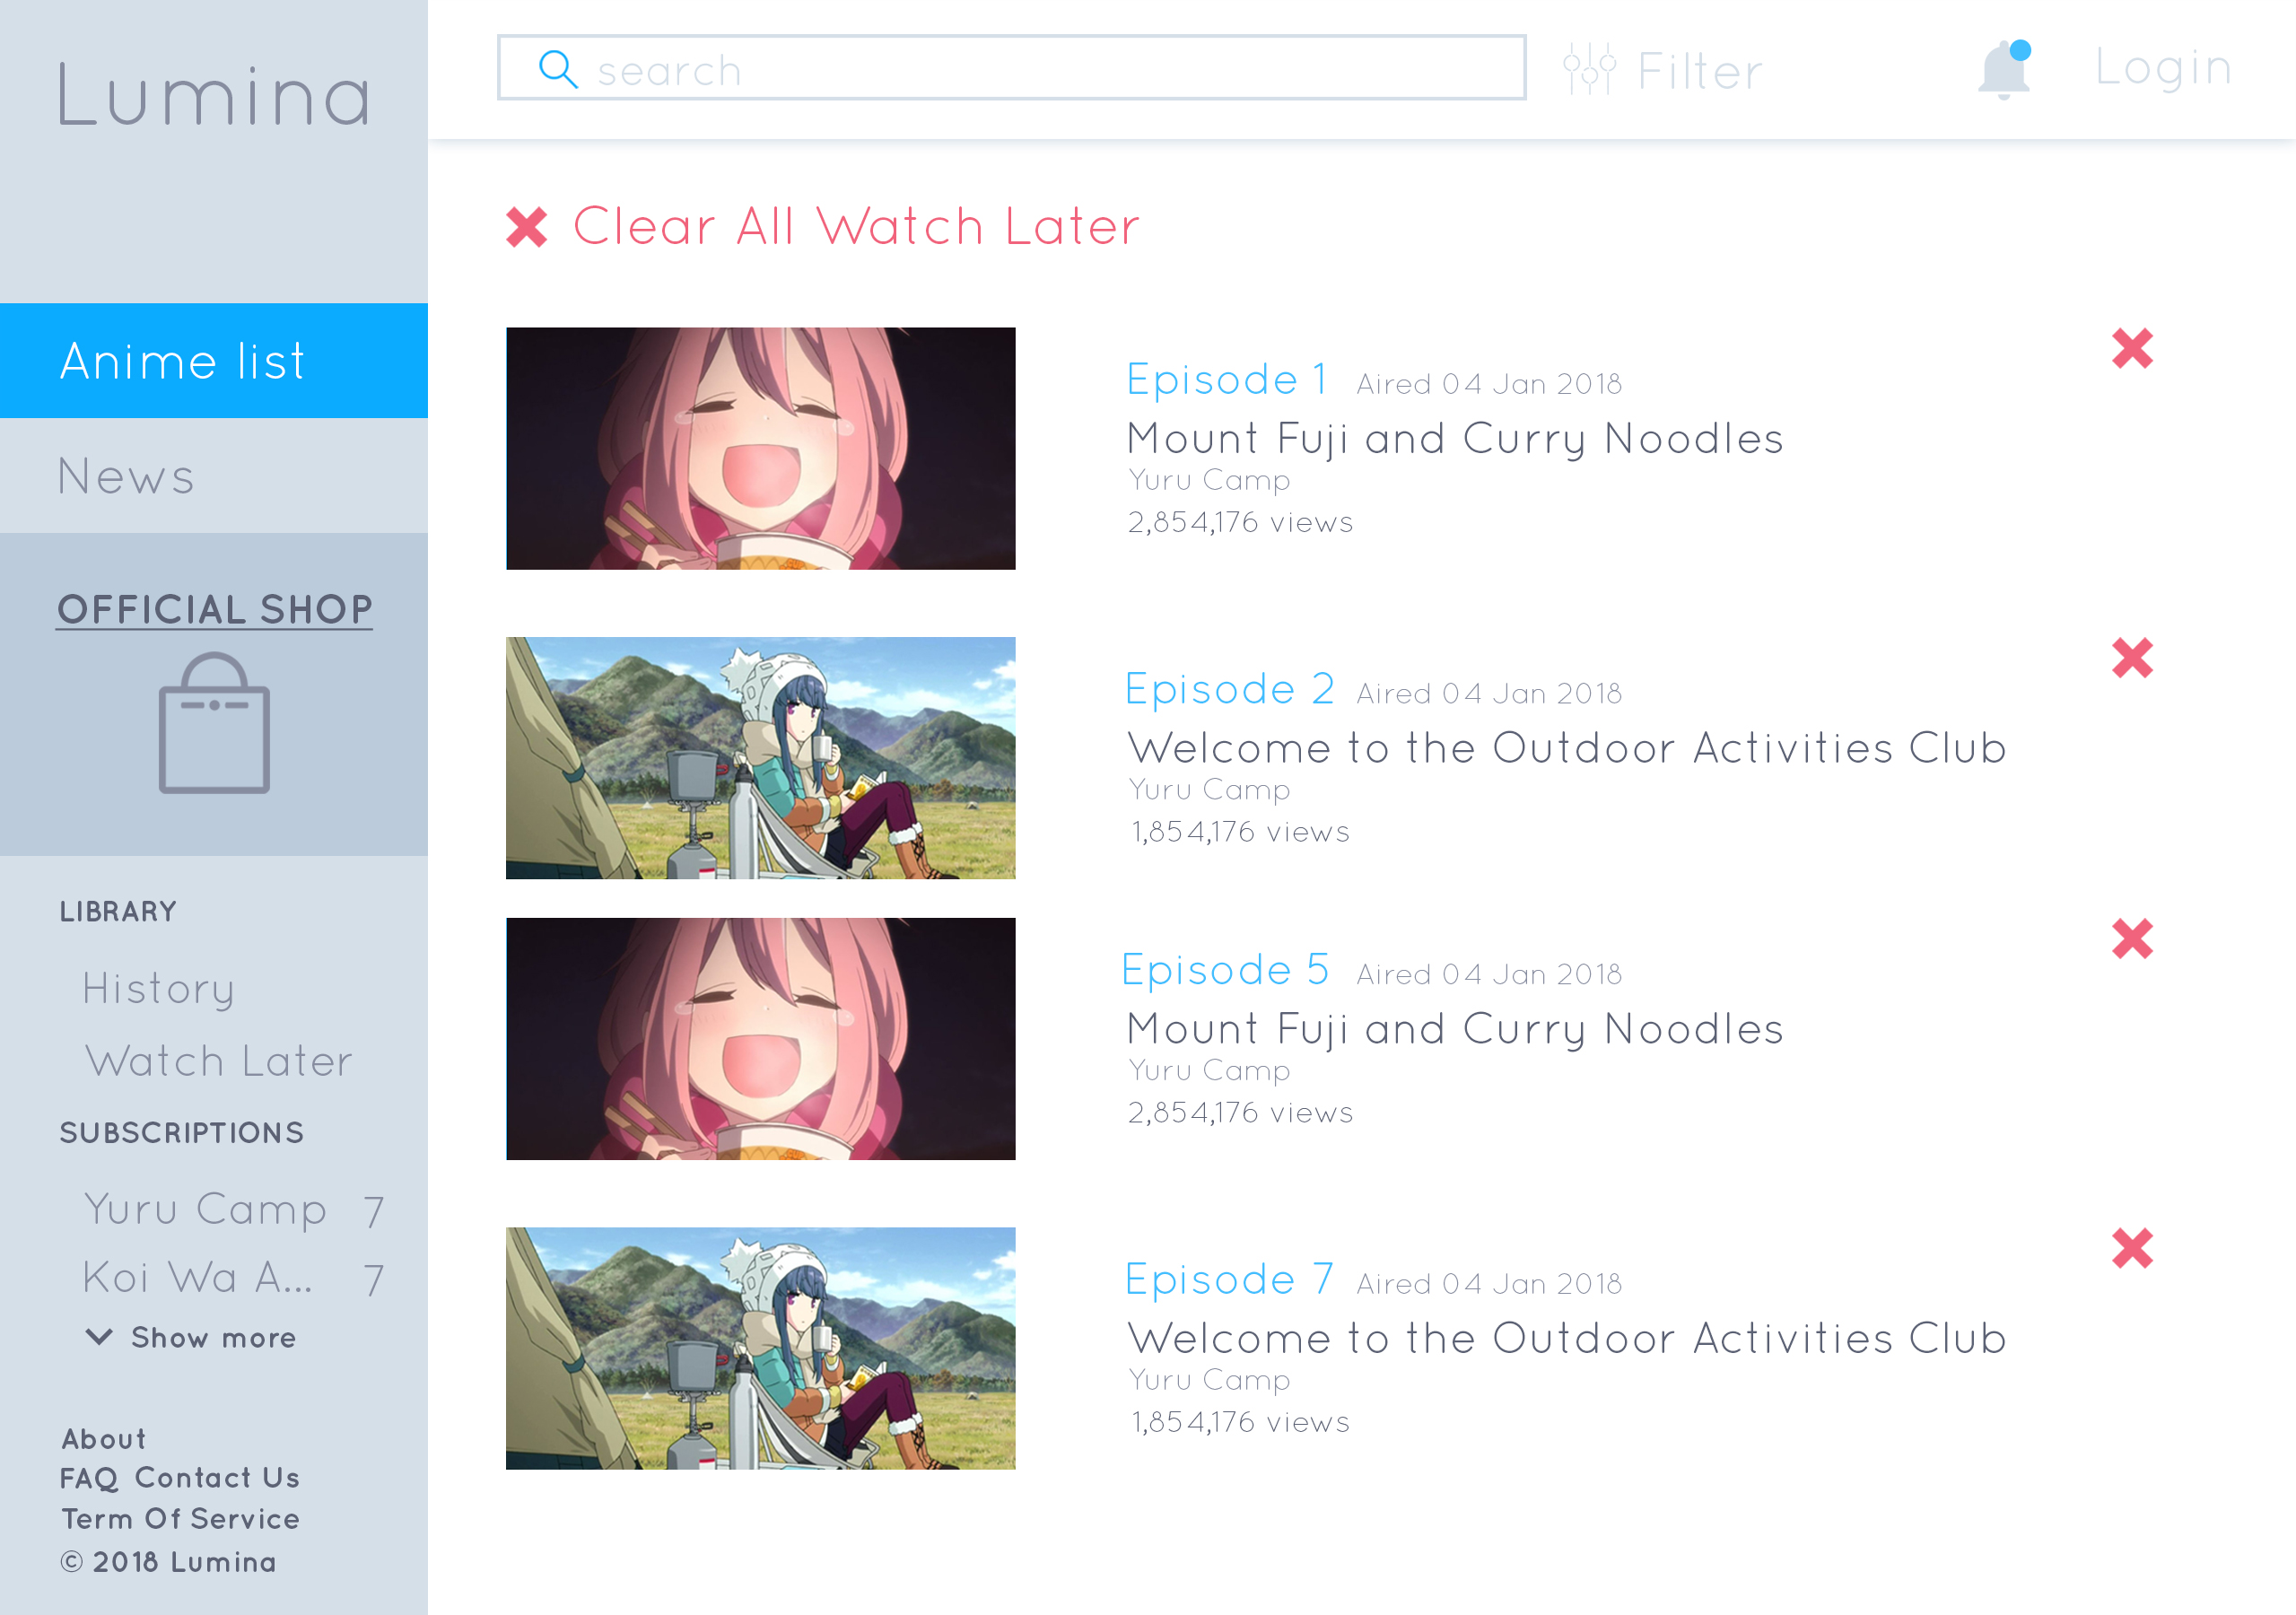 Lumina
Anime list
News
OFFICIAL SHOP
LIBRARY
History
Watch Later
SUBSCRIPTIONS
Yuru Camp 7
Koi Wa A... 7
Show more
About
FAQ Contact Us
Term Of Service
© 2018 Lumina
search
Filter
Login
Clear All Watch Later
Episode 1 Aired 04 Jan 2018
Mount Fuji and Curry Noodles
Yuru Camp
2,854,176 views
Episode 2 Aired 04 Jan 2018
Welcome to the Outdoor Activities Club
Yuru Camp
1,854,176 views
Episode 5 Aired 04 Jan 2018
Mount Fuji and Curry Noodles
Yuru Camp
2,854,176 views
Episode 7 Aired 04 Jan 2018
Welcome to the Outdoor Activities Club
Yuru Camp
1,854,176 views